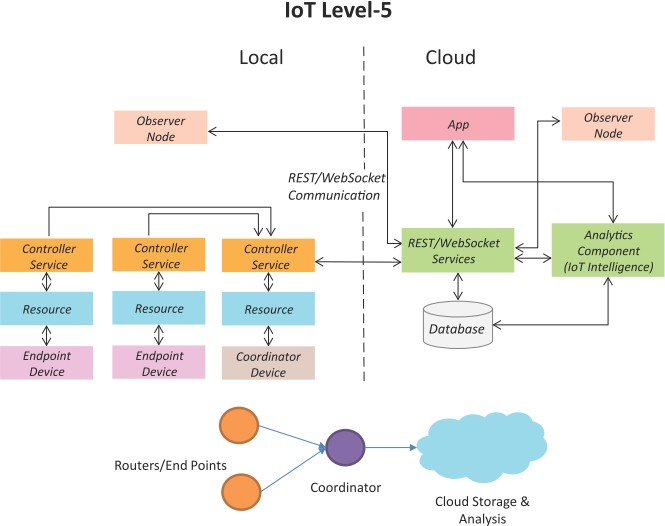 IoT Level-5
Local
Cloud
Observer
Node
App
Observer
Node
REST/WebSocket
Communication
Controller
Service
Controller
Service
Controller
Service
REST/WebSocket
Services
Analytics
Component
(IoT Intelligence)
Resource
Resource
Resource
Database
Endpoint
Device
Endpoint
Device
Coordinator
Device
Routers/End Points
Coordinator
Cloud Storage &
Analysis